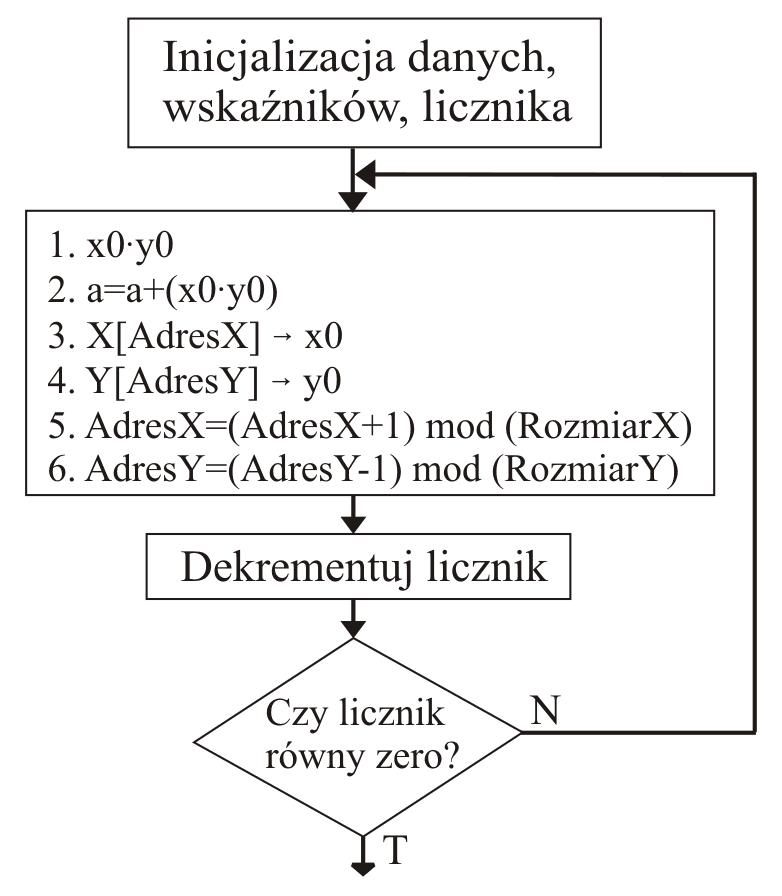 Inicjalizacja danych,
wskaźników, licznika
1. x0·y0
2. a=a+(x0·y0)
3. X[AdresX] → x0
4. Y[AdresY] → y0
5. AdresX=(AdresX+1) mod (RozmiarX)
6. AdresY=(AdresY-1) mod (RozmiarY)
Dekrementuj licznik
Czy licznik
równy zero?
N
T